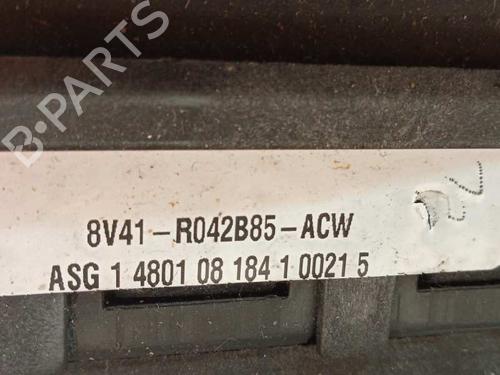 B-PARTS
8V41-R042B85-ACW
ASG 1 4801 08 184 1 0021 5